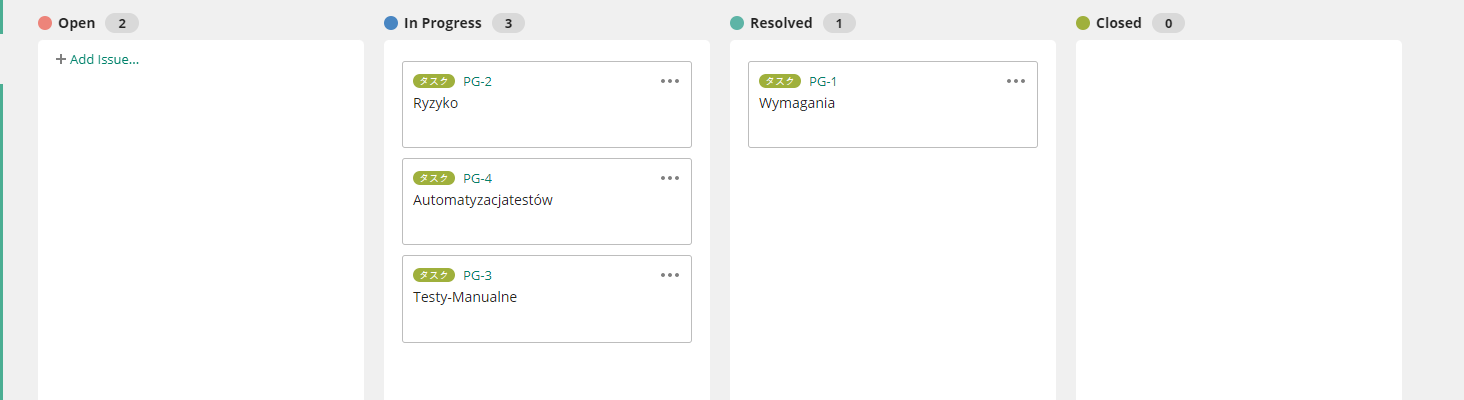 Open 2
Add Issue...
In Progress 3
タスク PG-2
Ryzyko
タスク PG-4
Automatyzacjatestów
タスク PG-3
Testy-Manualne
Resolved 1
タスク PG-1
Wymagania
Closed 0